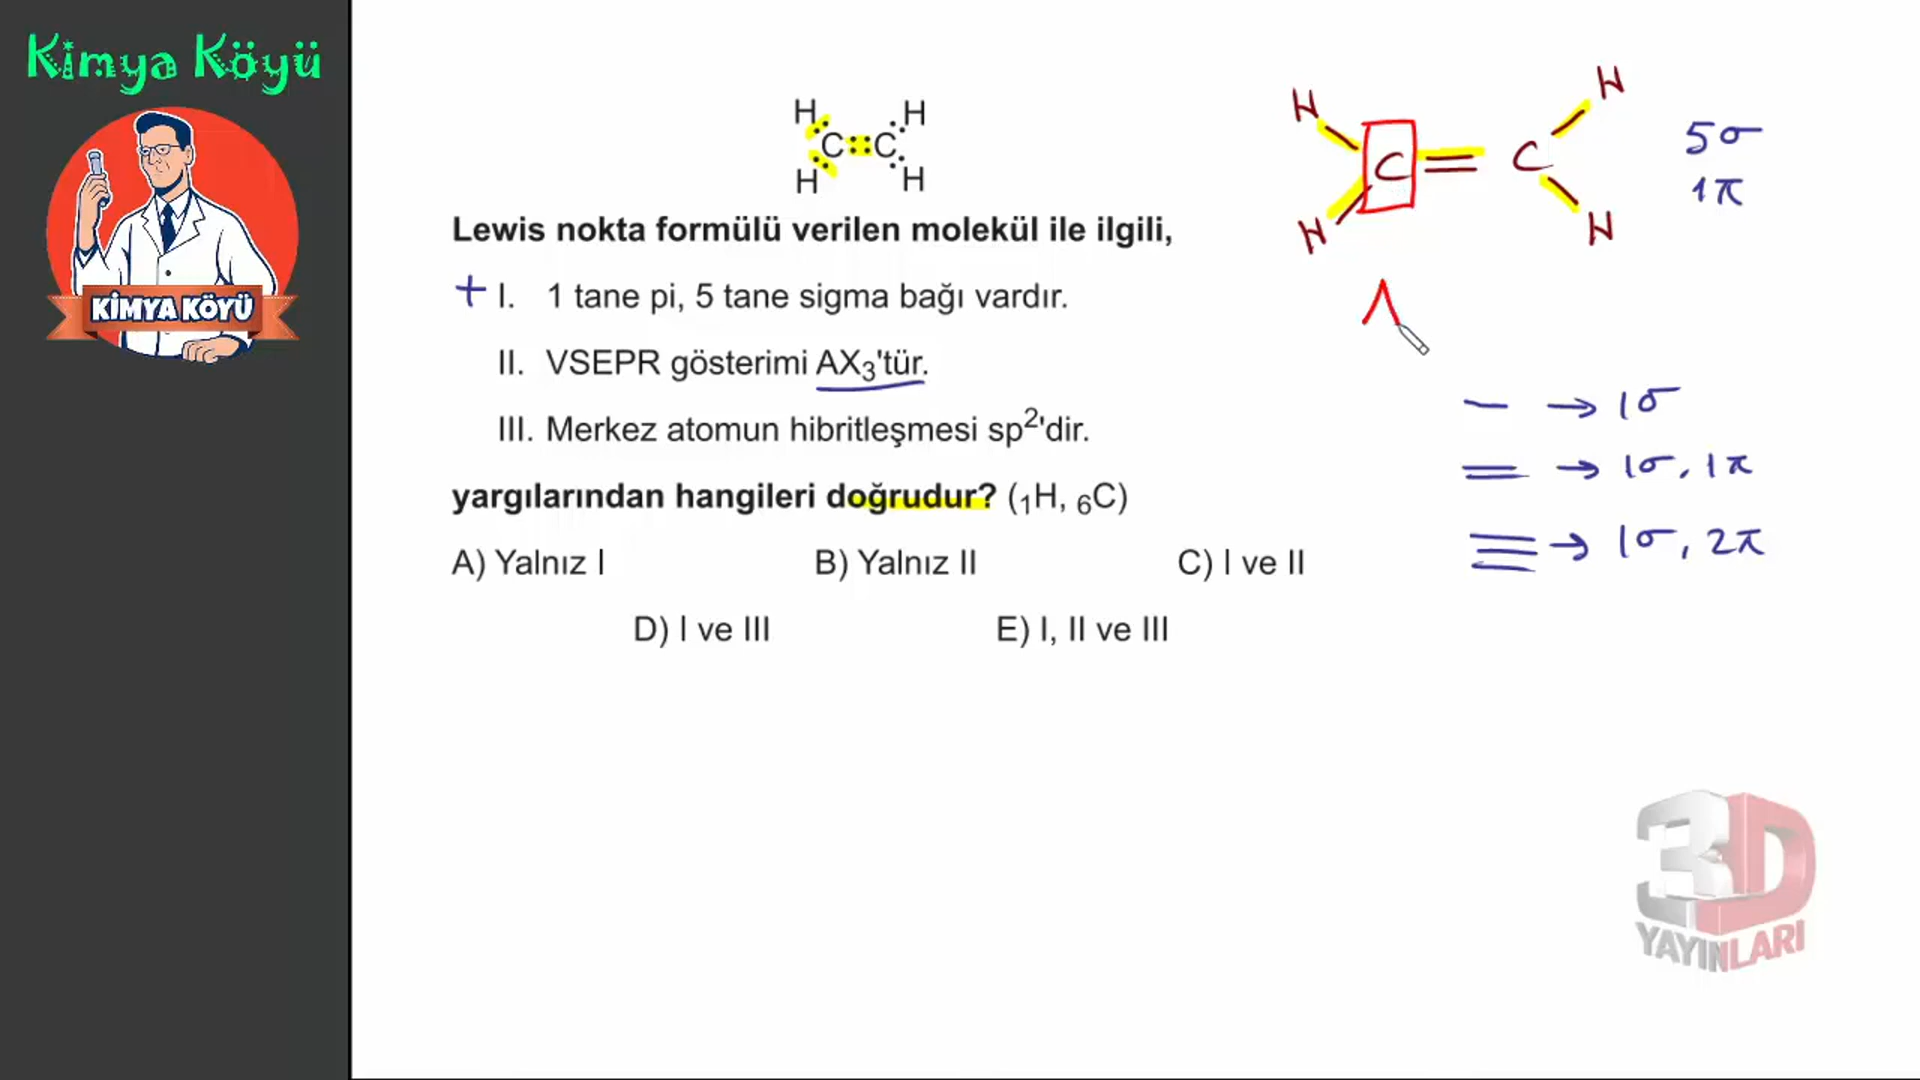 Kimya Köyü
KİMYA KÖYÜ
H H
C::C
H H
Lewis nokta formülü verilen molekül ile ilgili,
+ I. 1 tane pi, 5 tane sigma bağı vardır.
II. VSEPR gösterimi AX₃'tür.
III. Merkez atomun hibritleşmesi sp²'dir.
yargılarından hangileri doğrudur? (₁H, ₆C)
A) Yalnız I B) Yalnız II C) I ve II
D) I ve III E) I, II ve III
H H
C = C
H H
5σ
1π
— → 1σ
= → 1σ, 1π
≡ → 1σ, 2π
3D
YAYINLARI